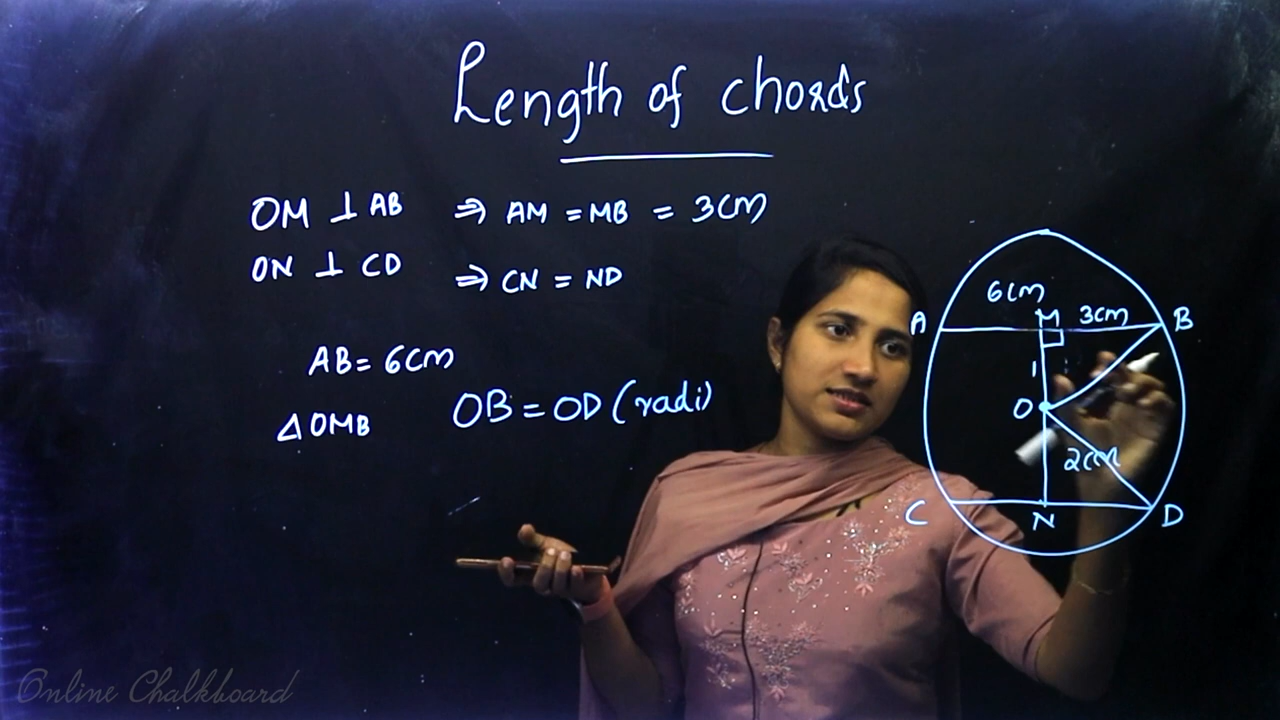 Length of chords
OM ⊥ AB ⇒ AM = MB = 3cm
ON ⊥ CD ⇒ CN = ND
AB = 6cm
OB = OD (radi)
△ OMB
6cm
A M 3cm B
1
O
2cm
C N D
Online Chalkboard